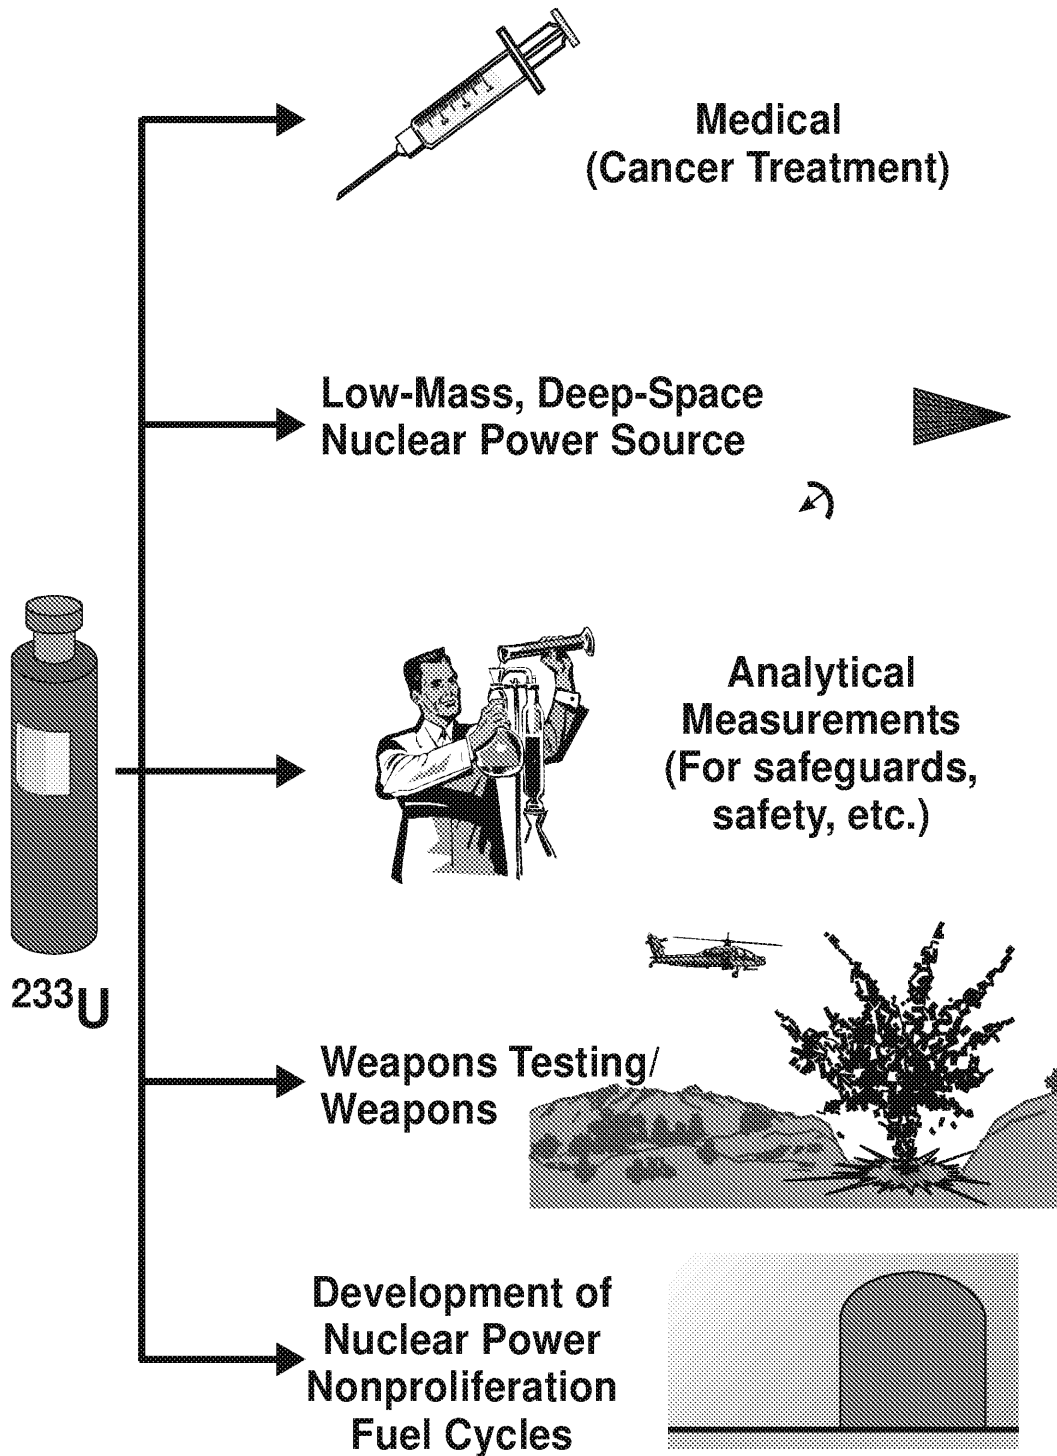 Medical
(Cancer Treatment)
Low-Mass, Deep-Space
Nuclear Power Source
Analytical
Measurements
(For safeguards,
safety, etc.)
²³³U
Weapons Testing/
Weapons
Development of
Nuclear Power
Nonproliferation
Fuel Cycles